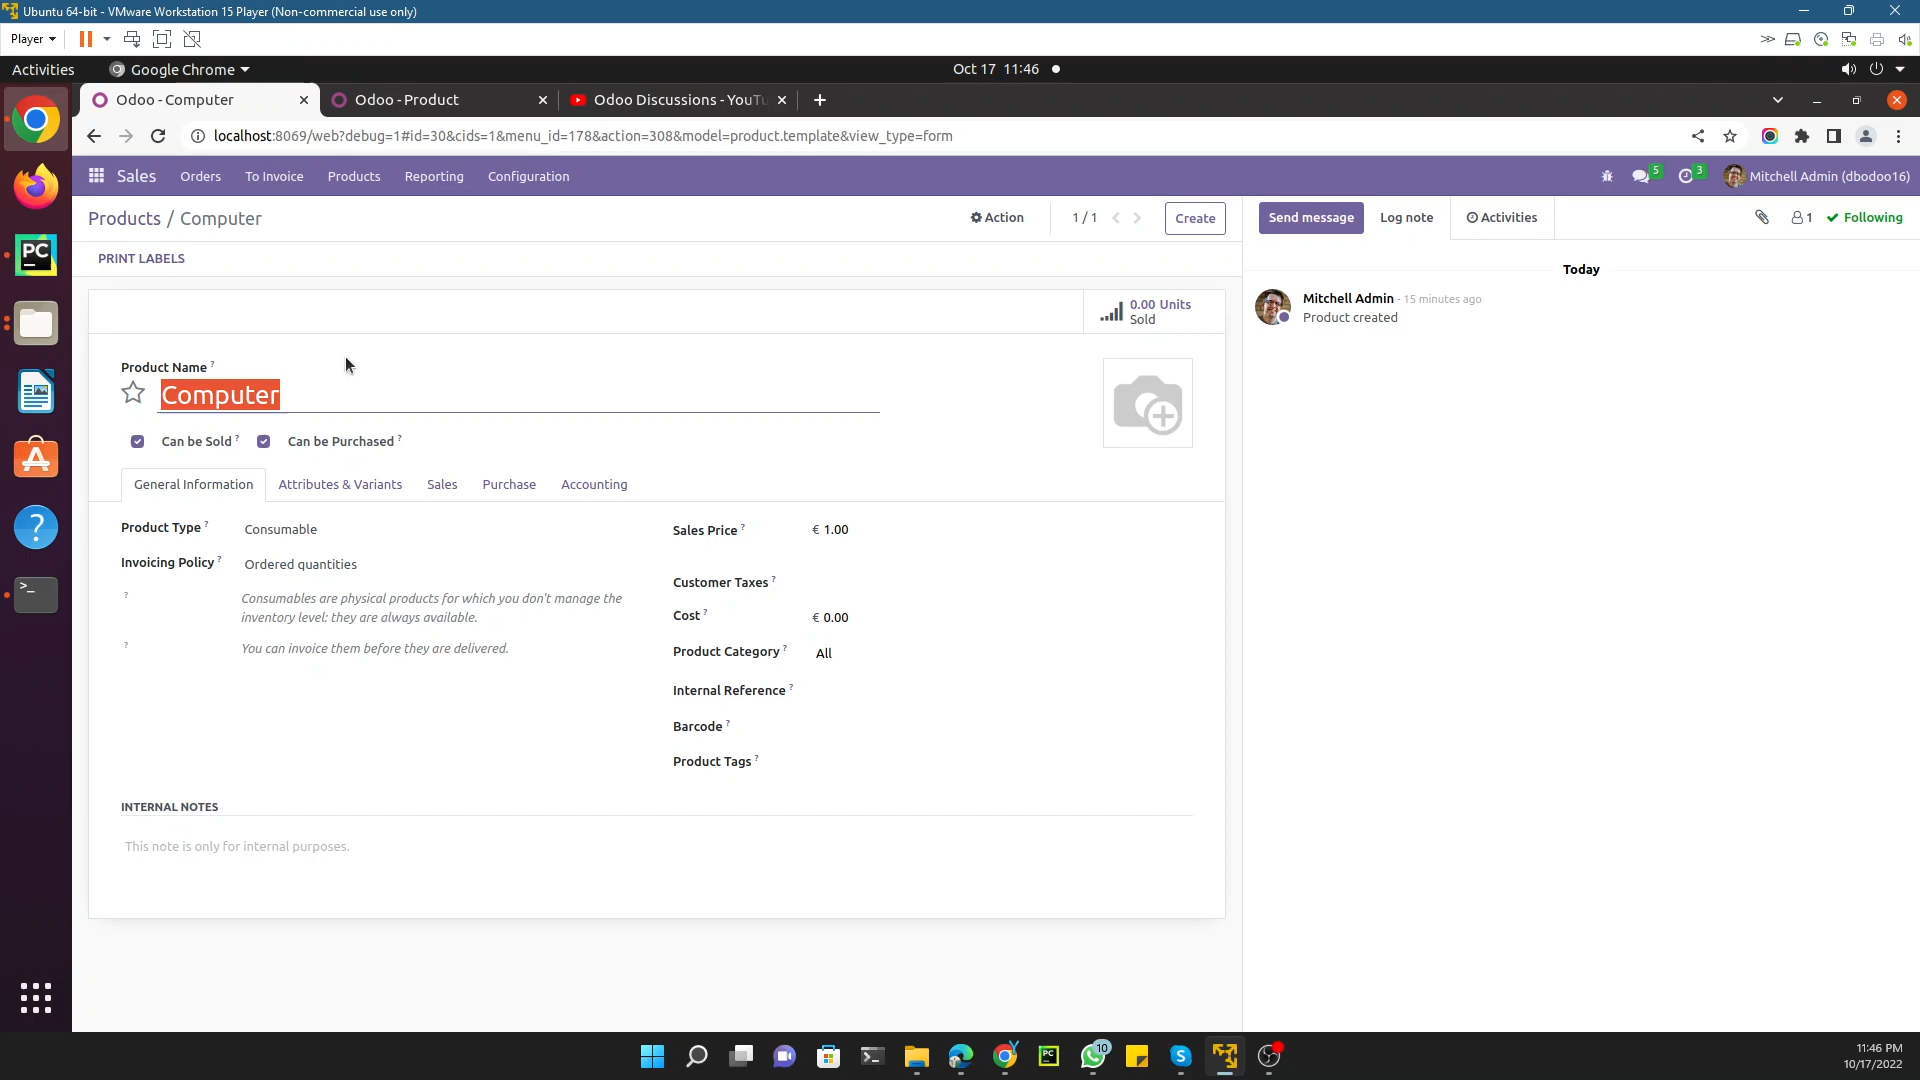 Ubuntu 64-bit - VMware Workstation 15 Player (Non-commercial use only)
Player
Activities
Google Chrome
Oct 17 11:46
Odoo - Computer
Odoo - Product
Odoo Discussions - YouTu
localhost:8069/web?debug=1#id=30&cids=1&menu_id=178&action=308&model=product.template&view_type=form
Sales
Orders
To Invoice
Products
Reporting
Configuration
5
3
Mitchell Admin (dbodoo16)
Products / Computer
Action
1 / 1
Create
Send message
Log note
Activities
1
Following
PRINT LABELS
Today
0.00 Units
Sold
Mitchell Admin - 15 minutes ago
Product created
Product Name ?
Computer
Can be Sold ?
Can be Purchased ?
General Information
Attributes & Variants
Sales
Purchase
Accounting
Product Type ?
Consumable
Sales Price ?
€ 1.00
Invoicing Policy ?
Ordered quantities
Customer Taxes ?
?
Consumables are physical products for which you don't manage the
inventory level: they are always available.
Cost ?
€ 0.00
?
You can invoice them before they are delivered.
Product Category ?
All
Internal Reference ?
Barcode ?
Product Tags ?
INTERNAL NOTES
This note is only for internal purposes.
PC
?
>_
PC
10
S
11:46 PM
10/17/2022